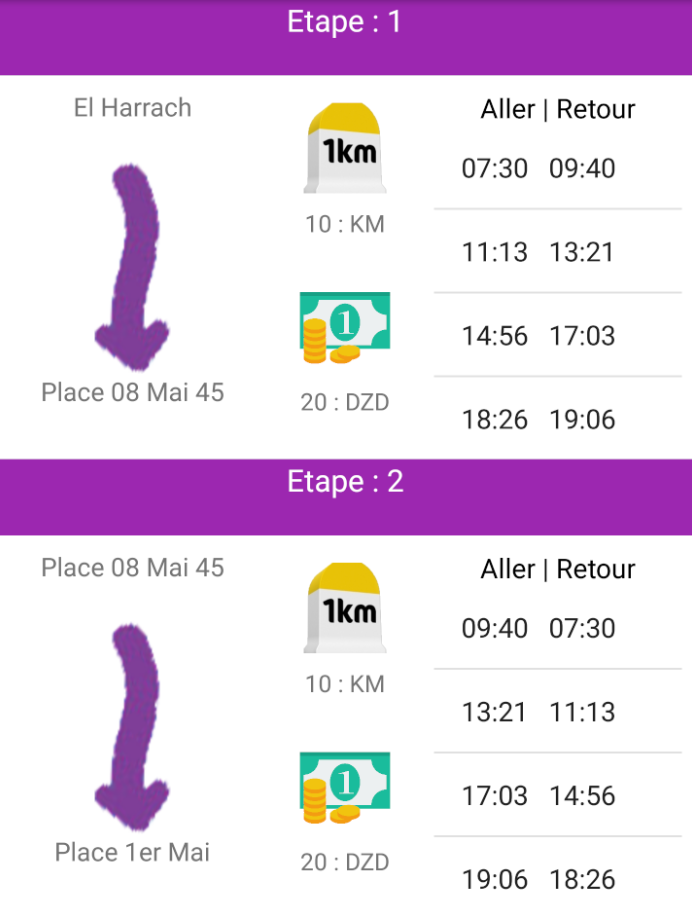 Etape : 1
El Harrach
1km
10 : KM
1
20 : DZD
Place 08 Mai 45
Aller | Retour
07:30 09:40
11:13 13:21
14:56 17:03
18:26 19:06
Etape : 2
Place 08 Mai 45
1km
10 : KM
1
20 : DZD
Place 1er Mai
Aller | Retour
09:40 07:30
13:21 11:13
17:03 14:56
19:06 18:26